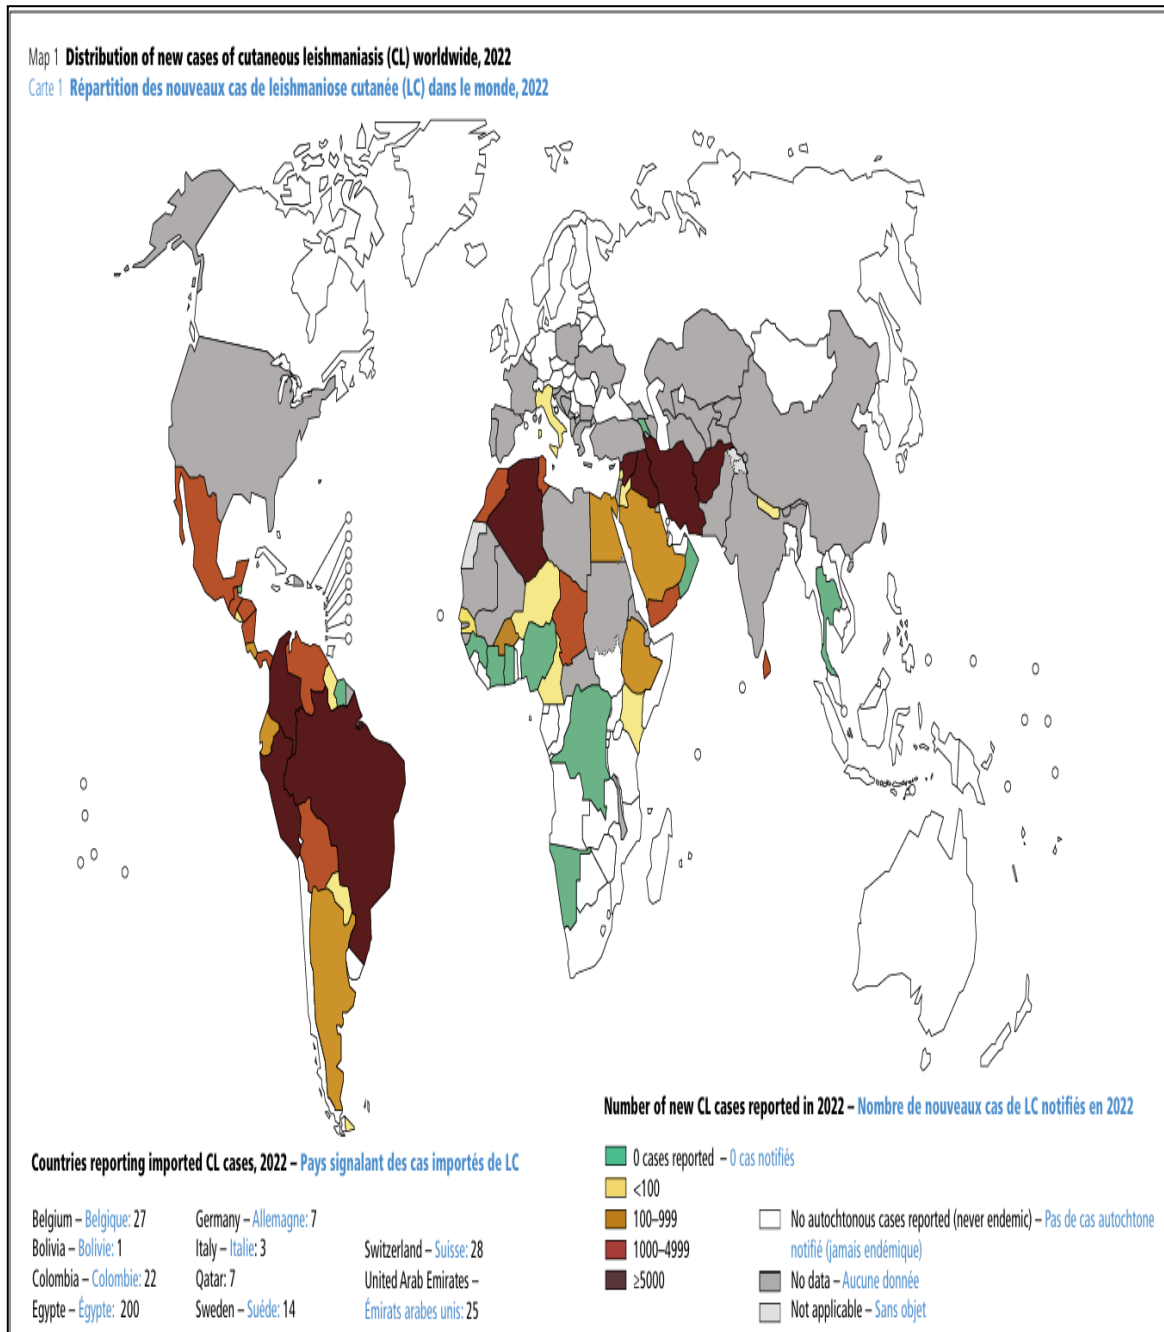 Map 1 Distribution of new cases of cutaneous leishmaniasis (CL) worldwide, 2022
Carte 1 Répartition des nouveaux cas de leishmaniose cutanée (LC) dans le monde, 2022
Number of new CL cases reported in 2022 – Nombre de nouveaux cas de LC notifiés en 2022
0 cases reported – 0 cas notifiés
<100
100–999
1000–4999
≥5000
No autochtonous cases reported (never endemic) – Pas de cas autochtone
notifié (jamais endémique)
No data – Aucune donnée
Not applicable – Sans objet
Countries reporting imported CL cases, 2022 – Pays signalant des cas importés de LC
Belgium – Belgique: 27
Bolivia – Bolivie: 1
Colombia – Colombie: 22
Egypte – Égypte: 200
Germany – Allemagne: 7
Italy – Italie: 3
Qatar: 7
Sweden – Suéde: 14
Switzerland – Suisse: 28
United Arab Emirates –
Émirats arabes unis: 25